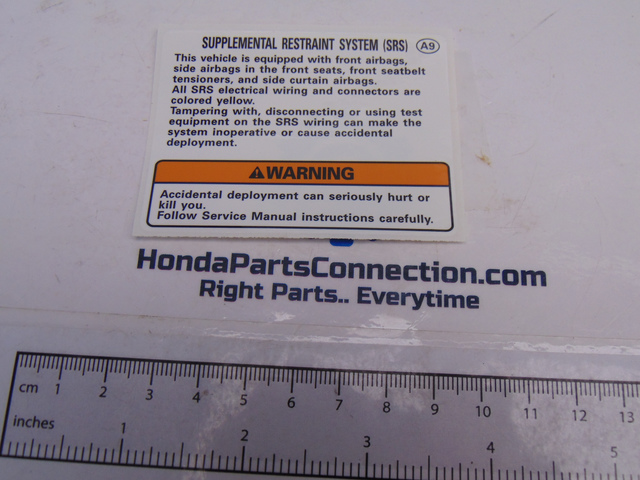 SUPPLEMENTAL RESTRAINT SYSTEM (SRS) A9
This vehicle is equipped with front airbags,
side airbags in the front seats, front seatbelt
tensioners, and side curtain airbags.
All SRS electrical wiring and connectors are
colored yellow.
Tampering with, disconnecting or using test
equipment on the SRS wiring can make the
system inoperative or cause accidental
deployment.
WARNING
Accidental deployment can seriously hurt or
kill you.
Follow Service Manual instructions carefully.
HondaPartsConnection.com
Right Parts.. Everytime
cm 1 2 3 4 5 6 7 8 9 10 11 12 13
inches 1 2 3 4 5